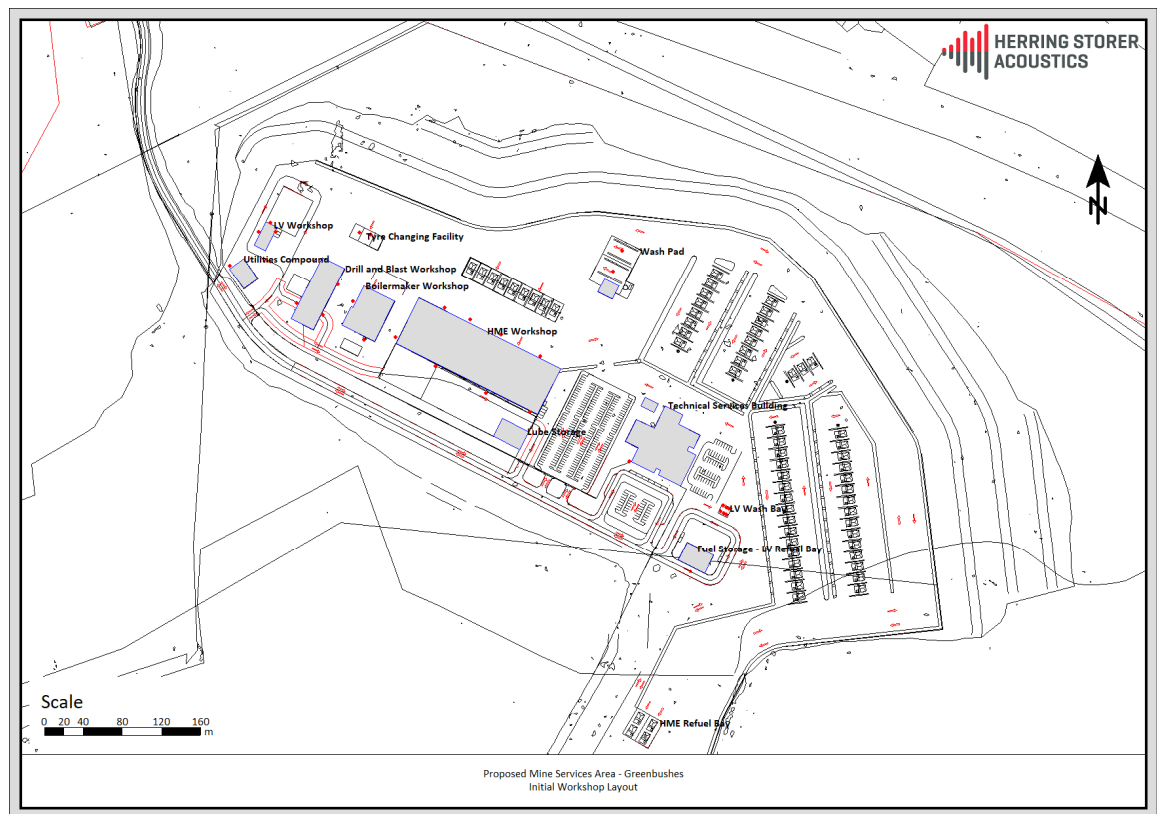 HERRING STORER
ACOUSTICS
N
LV Workshop
Tyre Changing Facility
Wash Pad
Utilities Compound
Drill and Blast Workshop
Boilermaker Workshop
HME Workshop
Technical Services Building
Lube Storage
LV Wash Bay
Fuel Storage - LV Refuel Bay
HME Refuel Bay
Scale
0 20 40 80 120 160
m
Proposed Mine Services Area - Greenbushes
Initial Workshop Layout